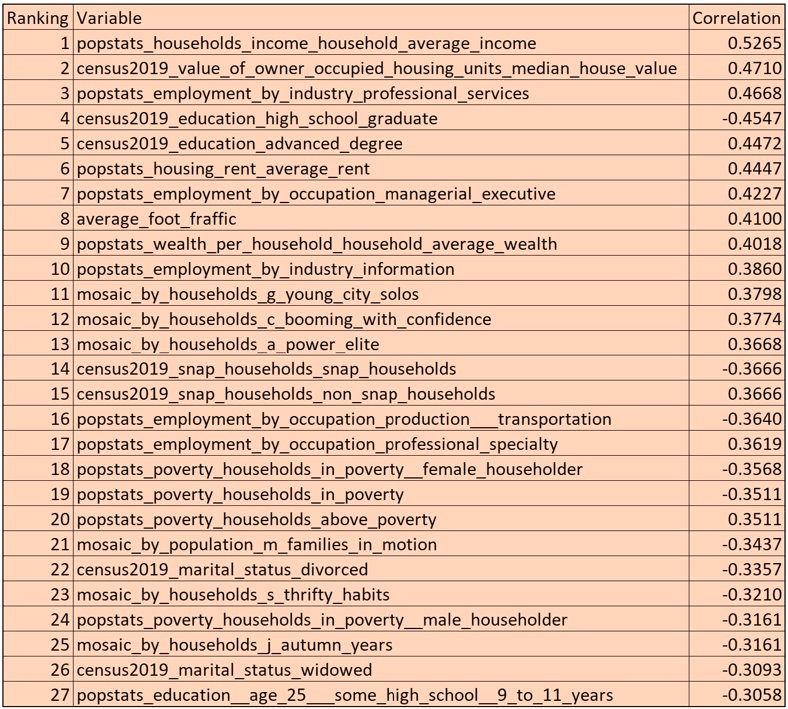 Ranking Variable Correlation
1 popstats_households_income_household_average_income 0.5265
2 census2019_value_of_owner_occupied_housing_units_median_house_value 0.4710
3 popstats_employment_by_industry_professional_services 0.4668
4 census2019_education_high_school_graduate -0.4547
5 census2019_education_advanced_degree 0.4472
6 popstats_housing_rent_average_rent 0.4447
7 popstats_employment_by_occupation_managerial_executive 0.4227
8 average_foot_fraffic 0.4100
9 popstats_wealth_per_household_household_average_wealth 0.4018
10 popstats_employment_by_industry_information 0.3860
11 mosaic_by_households_g_young_city_solos 0.3798
12 mosaic_by_households_c_booming_with_confidence 0.3774
13 mosaic_by_households_a_power_elite 0.3668
14 census2019_snap_households_snap_households -0.3666
15 census2019_snap_households_non_snap_households 0.3666
16 popstats_employment_by_occupation_production___transportation -0.3640
17 popstats_employment_by_occupation_professional_specialty 0.3619
18 popstats_poverty_households_in_poverty__female_householder -0.3568
19 popstats_poverty_households_in_poverty -0.3511
20 popstats_poverty_households_above_poverty 0.3511
21 mosaic_by_population_m_families_in_motion -0.3437
22 census2019_marital_status_divorced -0.3357
23 mosaic_by_households_s_thrifty_habits -0.3210
24 popstats_poverty_households_in_poverty__male_householder -0.3161
25 mosaic_by_households_j_autumn_years -0.3161
26 census2019_marital_status_widowed -0.3093
27 popstats_education__age_25___some_high_school__9_to_11_years -0.3058